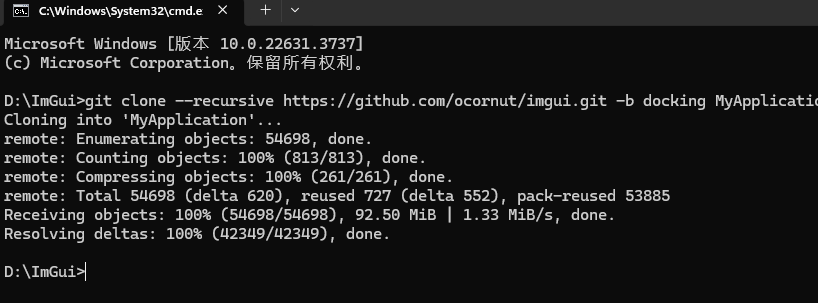 C:\Windows\System32\cmd.e
Microsoft Windows [版本 10.0.22631.3737]
(c) Microsoft Corporation。保留所有权利。
D:\ImGui>git clone --recursive https://github.com/ocornut/imgui.git -b docking MyApplicatio
Cloning into 'MyApplication'...
remote: Enumerating objects: 54698, done.
remote: Counting objects: 100% (813/813), done.
remote: Compressing objects: 100% (261/261), done.
remote: Total 54698 (delta 620), reused 727 (delta 552), pack-reused 53885
Receiving objects: 100% (54698/54698), 92.50 MiB | 1.33 MiB/s, done.
Resolving deltas: 100% (42349/42349), done.
D:\ImGui>